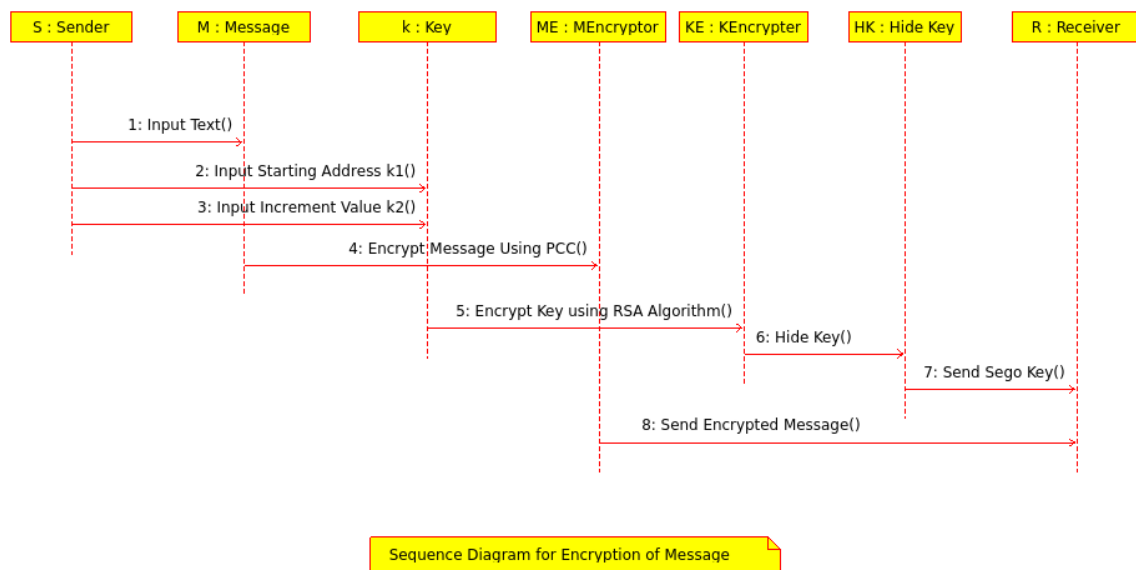 S : Sender
M : Message
k : Key
ME : MEncryptor
KE : KEncrypter
HK : Hide Key
R : Receiver
1: Input Text()
2: Input Starting Address k1()
3: Input Increment Value k2()
4: Encrypt Message Using PCC()
5: Encrypt Key using RSA Algorithm()
6: Hide Key()
7: Send Sego Key()
8: Send Encrypted Message()
Sequence Diagram for Encryption of Message